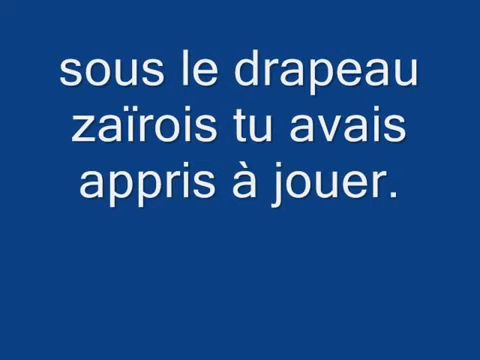 sous le drapeau
zaïrois tu avais
appris à jouer.